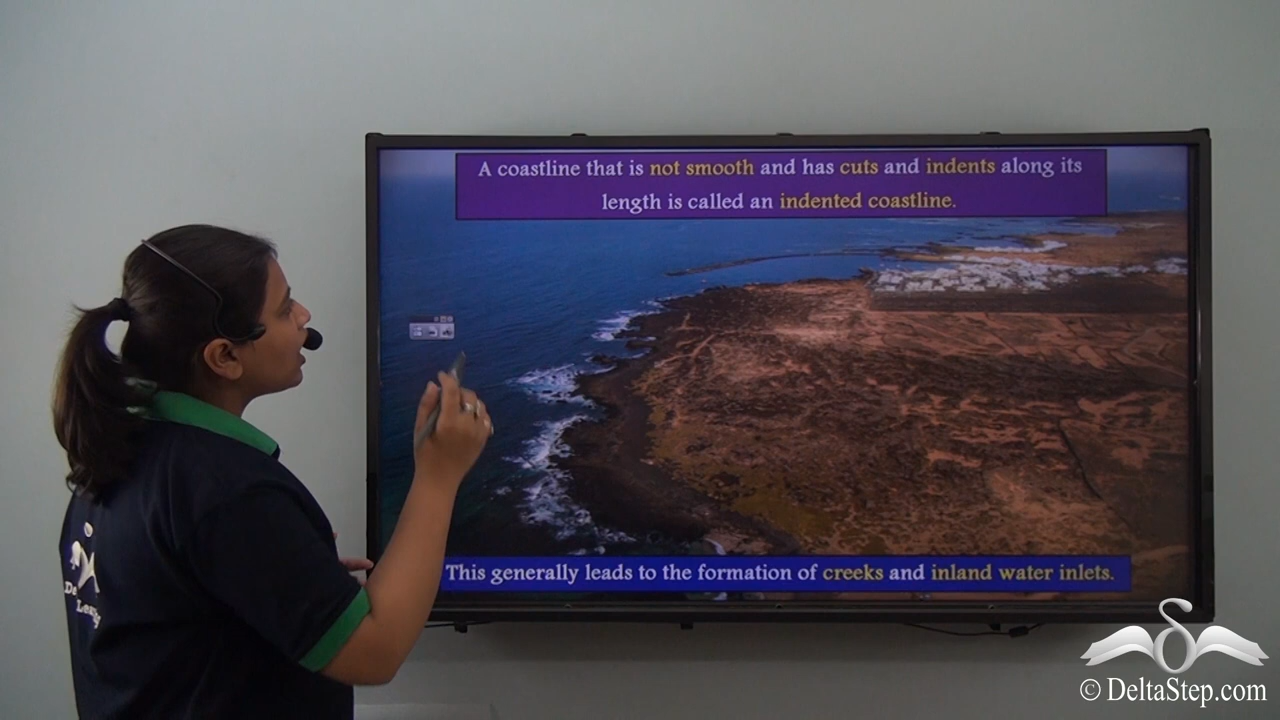 A coastline that is not smooth and has cuts and indents along its
length is called an indented coastline.
This generally leads to the formation of creeks and inland water inlets.
© DeltaStep.com